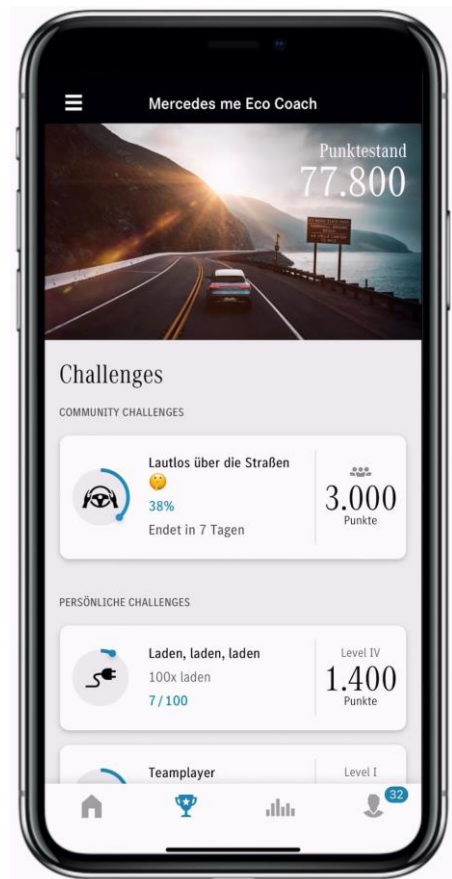 Mercedes me Eco Coach
Punktestand
77.800
Challenges
COMMUNITY CHALLENGES
Lautlos über die Straßen
🤫
38%
Endet in 7 Tagen
3.000
Punkte
PERSÖNLICHE CHALLENGES
Laden, laden, laden
100x laden
7/100
Level IV
1.400
Punkte
Teamplayer
Level I
32